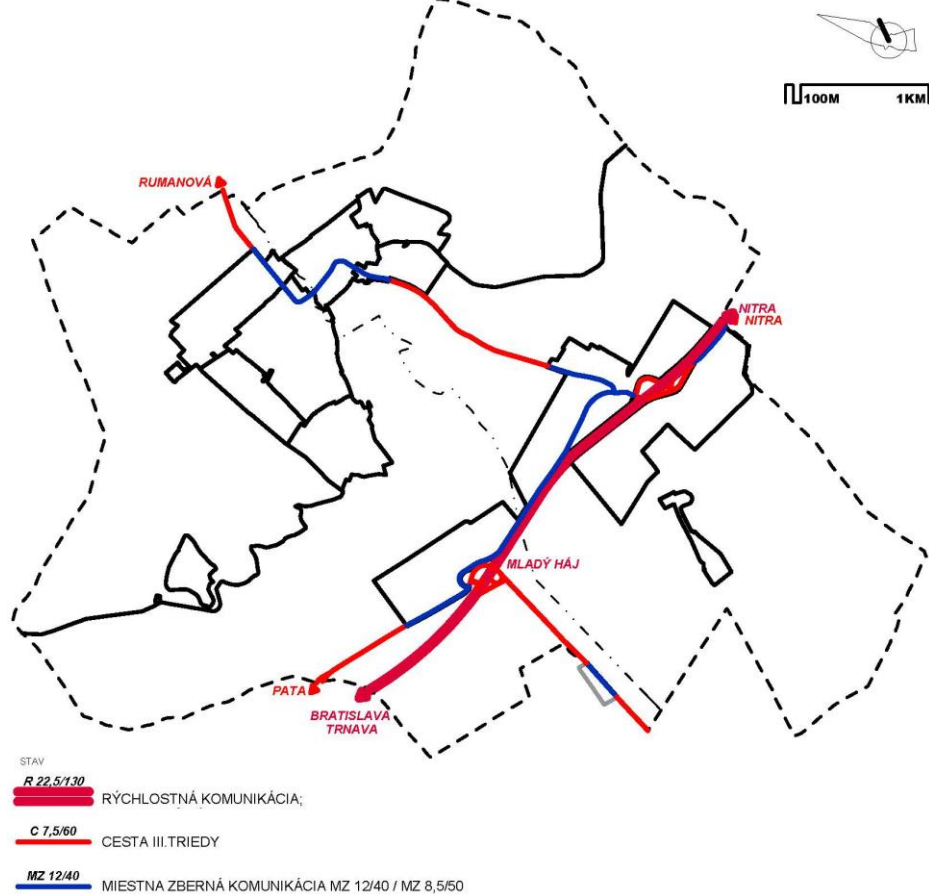 100M 1KM
RUMANOVÁ
NITRA
NITRA
MLADÝ HÁJ
PATA
BRATISLAVA
TRNAVA
STAV
R 22,5/130
RÝCHLOSTNÁ KOMUNIKÁCIA;
C 7,5/60
CESTA III.TRIEDY
MZ 12/40
MIESTNA ZBERNÁ KOMUNIKÁCIA MZ 12/40 / MZ 8,5/50